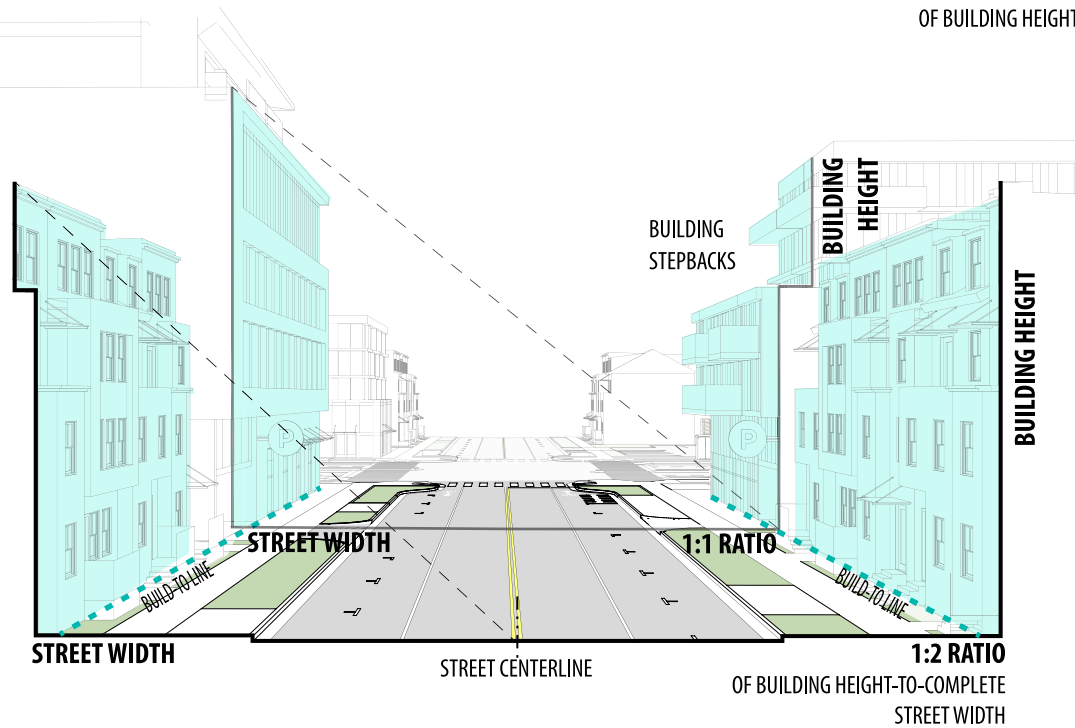 OF BUILDING HEIGHT
BUILDING
HEIGHT
BUILDING
STEPBACKS
BUILDING HEIGHT
P
P
STREET WIDTH
1:1 RATIO
BUILD-TO LINE
BUILD-TO LINE
STREET WIDTH
STREET CENTERLINE
1:2 RATIO
OF BUILDING HEIGHT-TO-COMPLETE
STREET WIDTH